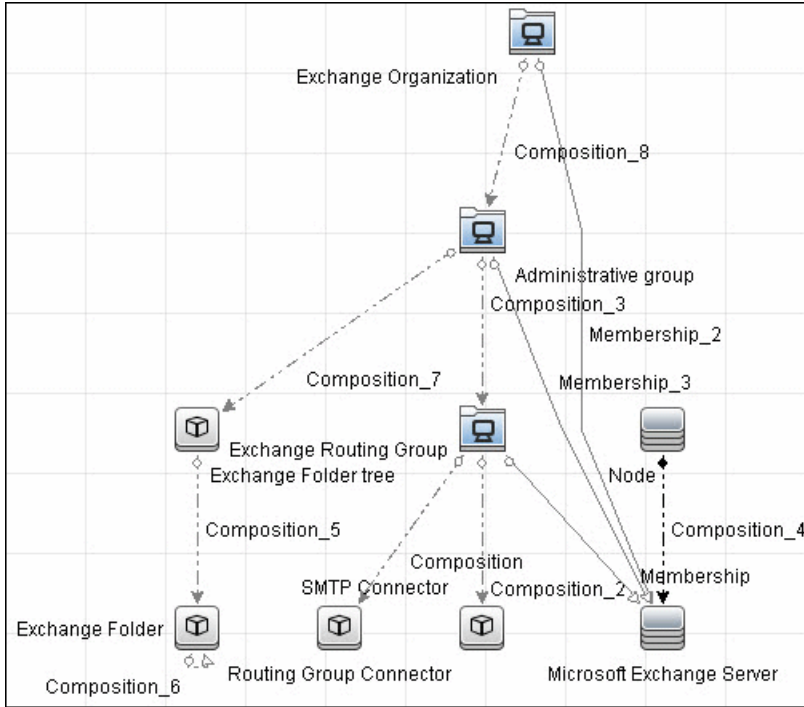 Exchange Organization
Composition_8
Administrative group
Composition_3
Membership_2
Composition_7
Membership_3
Exchange Routing Group
Exchange Folder tree
Node
Composition_5
Composition_4
Composition
Membership
SMTP Connector
Composition_2
Exchange Folder
Routing Group Connector
Microsoft Exchange Server
Composition_6